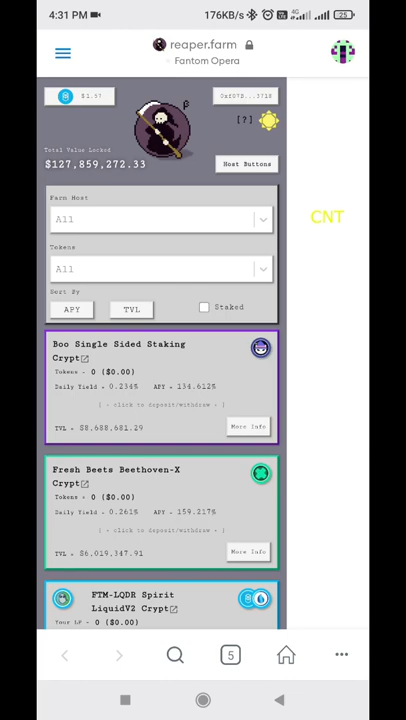 4:31 PM
176KB/s
4G
25
reaper.farm
Fantom Opera
$1.57
β
0xf07B...3718
[?]
Total Value Locked
$127,859,272.33
Host Buttons
CNT
Farm Host
All
Tokens
All
Sort By
APY
TVL
Staked
Boo Single Sided Staking
Crypt
Tokens - 0 ($0.00)
Daily Yield = 0.234% APY = 134.612%
[ - click to deposit/withdraw - ]
TVL = $8,688,681.29
More Info
Fresh Beets Beethoven-X
Crypt
Tokens = 0 ($0.00)
Daily Yield = 0.261% APY = 159.217%
[ - click to deposit/withdraw - ]
TVL = $6,019,347.91
More Info
FTM-LQDR Spirit
LiquidV2 Crypt
Your LP - 0 ($0.00)
5